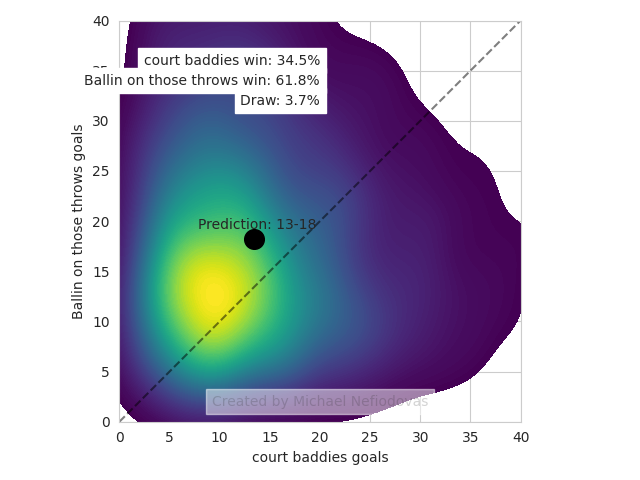 40
35
30
25
20
15
10
5
0
Ballin on those throws goals
court baddies win: 34.5%
Ballin on those throws win: 61.8%
Draw: 3.7%
Prediction: 13-18
Created by Michael Nefiodovas
0 5 10 15 20 25 30 35 40
court baddies goals